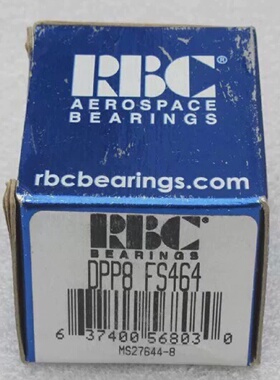 RBC®
AEROSPACE
BEARINGS
rbcbearings.com
RBC
BEARINGS
DPP8 FS464
6 37400 56803 0
MS27644-8